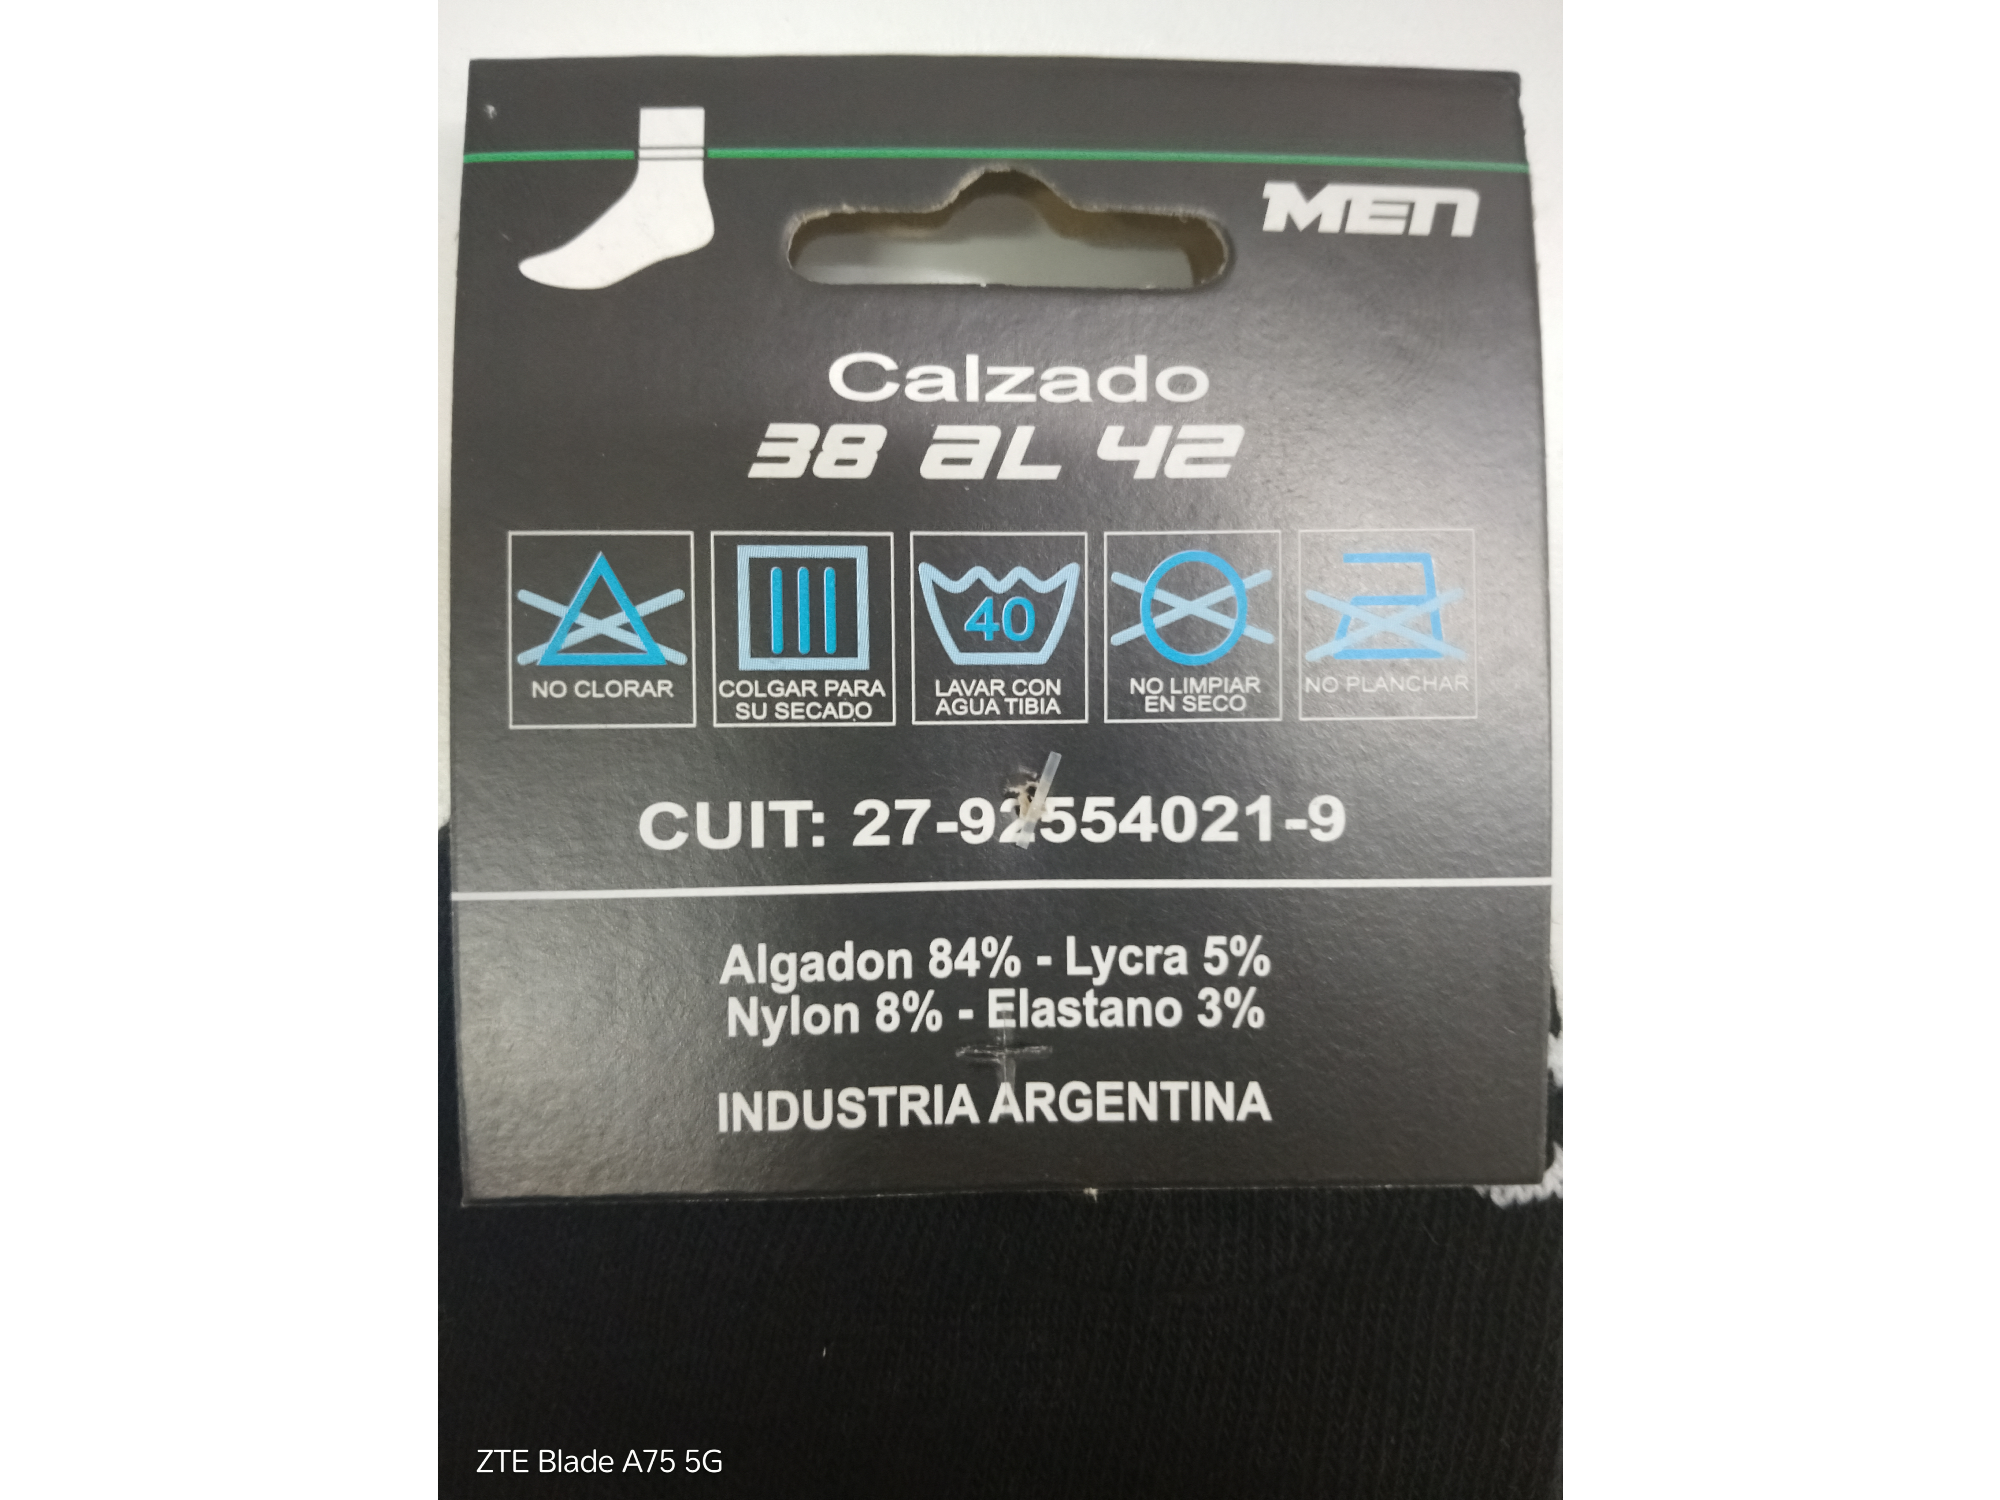 MEN
Calzado
38 AL 42
40
NO CLORAR
COLGAR PARA
SU SECADO
LAVAR CON
AGUA TIBIA
NO LIMPIAR
EN SECO
NO PLANCHAR
CUIT: 27-92554021-9
Algadon 84% - Lycra 5%
Nylon 8% - Elastano 3%
INDUSTRIA ARGENTINA
ZTE Blade A75 5G